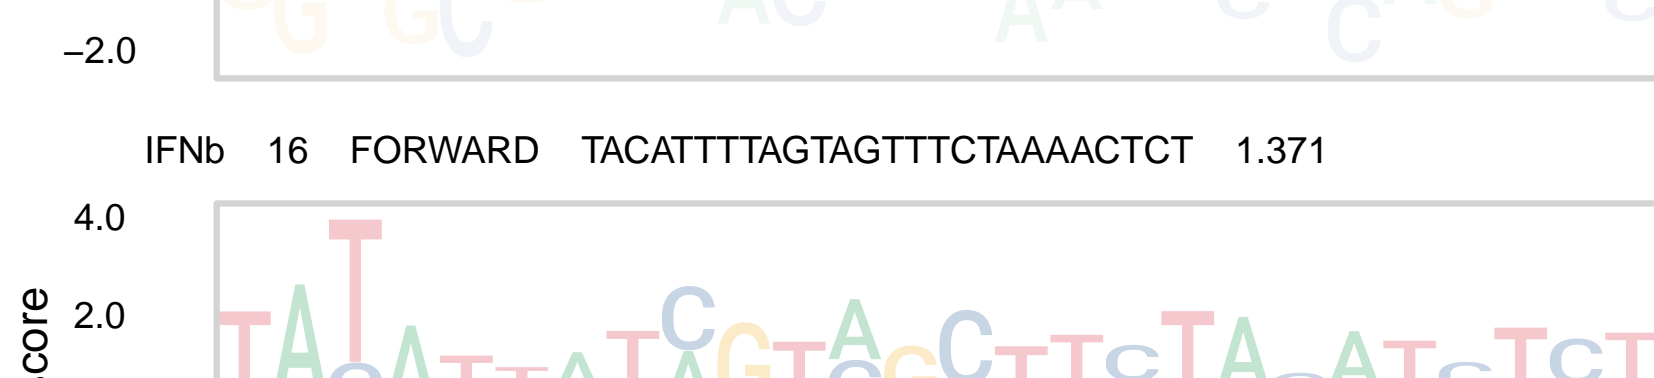 G G C A C A A C C A G C
–2.0
IFNb 16 FORWARD TACATTTTAGTAGTTTCTAAAACTCT 1.371
4.0
2.0
core
T A T C A T T A T C A G T A C G C T T C T A C A T C T C T